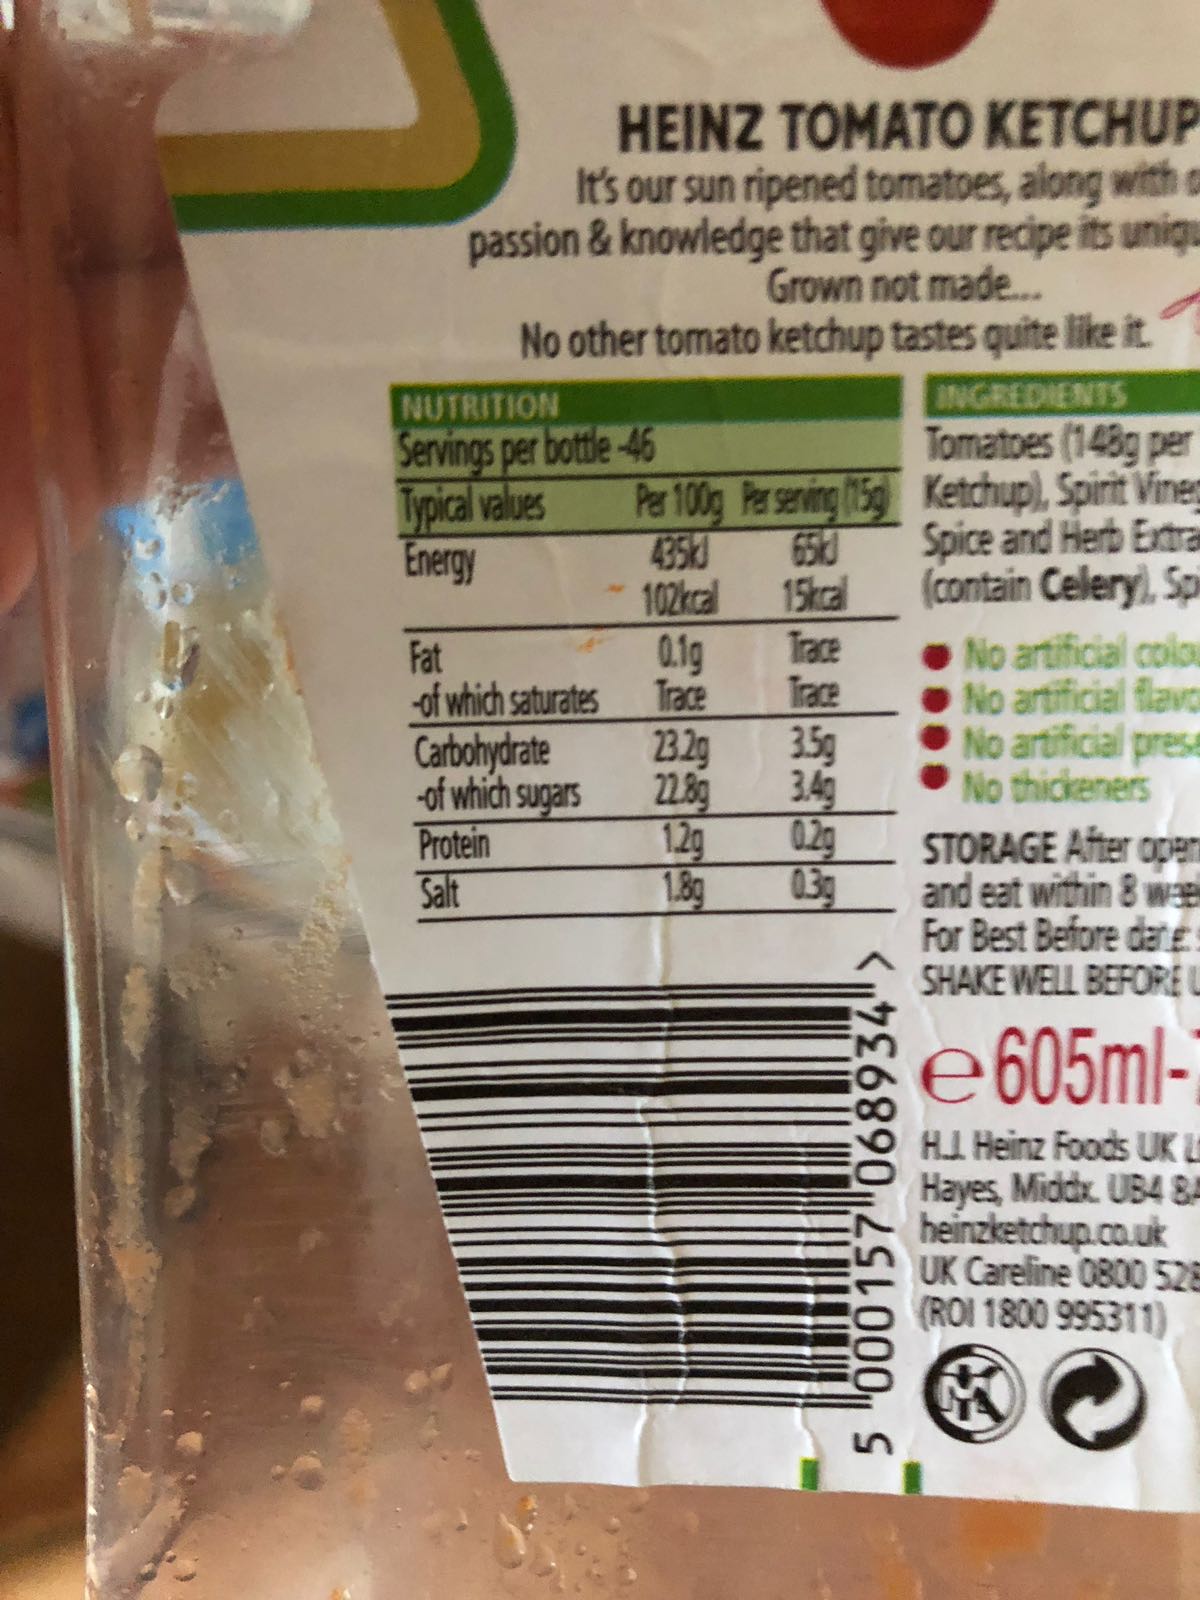 HEINZ TOMATO KETCHUP
It's our sun ripened tomatoes, along with
passion & knowledge that give our recipe its
Grown not made...
No other tomato ketchup tastes quite like it.
NUTRITION
Servings per bottle -46
Typical values Per 100g Per serving (15g)
Energy 435kJ 65kJ
102kcal 15kcal
Fat 0.1g Trace
-of which saturates Trace Trace
Carbohydrate 23.2g 3.5g
-of which sugars 22.8g 3.4g
Protein 1.2g 0.2g
Salt 1.8g 0.3g
5 000157 068934 >
INGREDIENTS
Tomatoes (148g per
Ketchup), Spirit
Spice and Herb
(contain Celery),
No artificial
No artificial
No artificial
No thickeners
STORAGE After
and eat within 8
For Best Before date:
SHAKE WELL BEFORE
e 605ml-
H.J. Heinz Foods UK
Hayes, Middx. UB4
heinzketchup.co.uk
UK Careline 0800
(ROI 1800 995311)